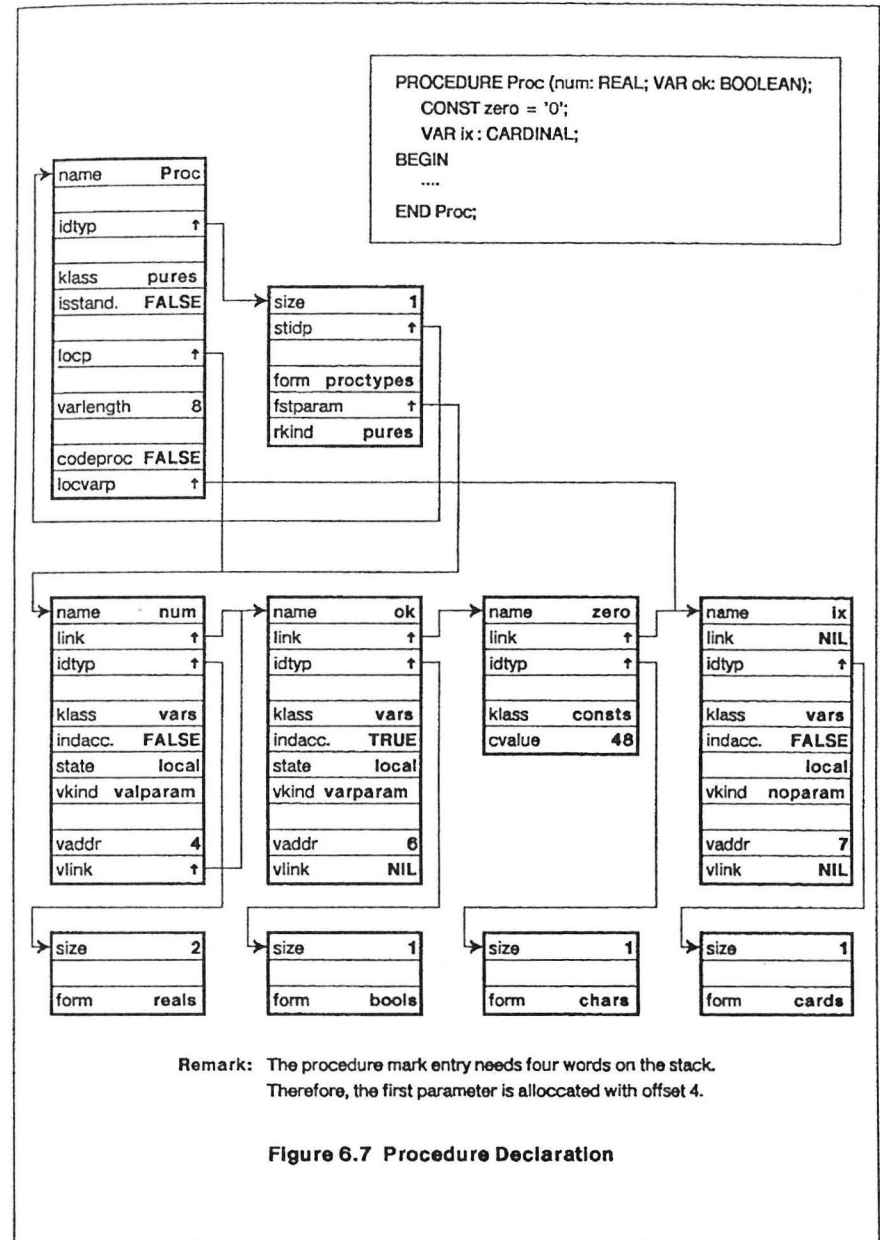 PROCEDURE Proc (num: REAL; VAR ok: BOOLEAN);
CONST zero = '0';
VAR ix : CARDINAL;
BEGIN
....
END Proc;
name Proc
idtyp ↑
klass pures
isstand. FALSE
locp ↑
varlength 8
codeproc FALSE
locvarp ↑
size 1
stidp ↑
form proctypes
fstparam ↑
rkind pures
name num
link ↑
idtyp ↑
klass vars
indacc. FALSE
state local
vkind valparam
vaddr 4
vlink ↑
name ok
link ↑
idtyp ↑
klass vars
indacc. TRUE
state local
vkind varparam
vaddr 6
vlink NIL
name zero
link ↑
idtyp ↑
klass consts
cvalue 48
name ix
link NIL
idtyp ↑
klass vars
indacc. FALSE
local
vkind noparam
vaddr 7
vlink NIL
size 2
form reals
size 1
form bools
size 1
form chars
size 1
form cards
Remark: The procedure mark entry needs four words on the stack.
Therefore, the first parameter is alloccated with offset 4.
Figure 6.7 Procedure Declaration